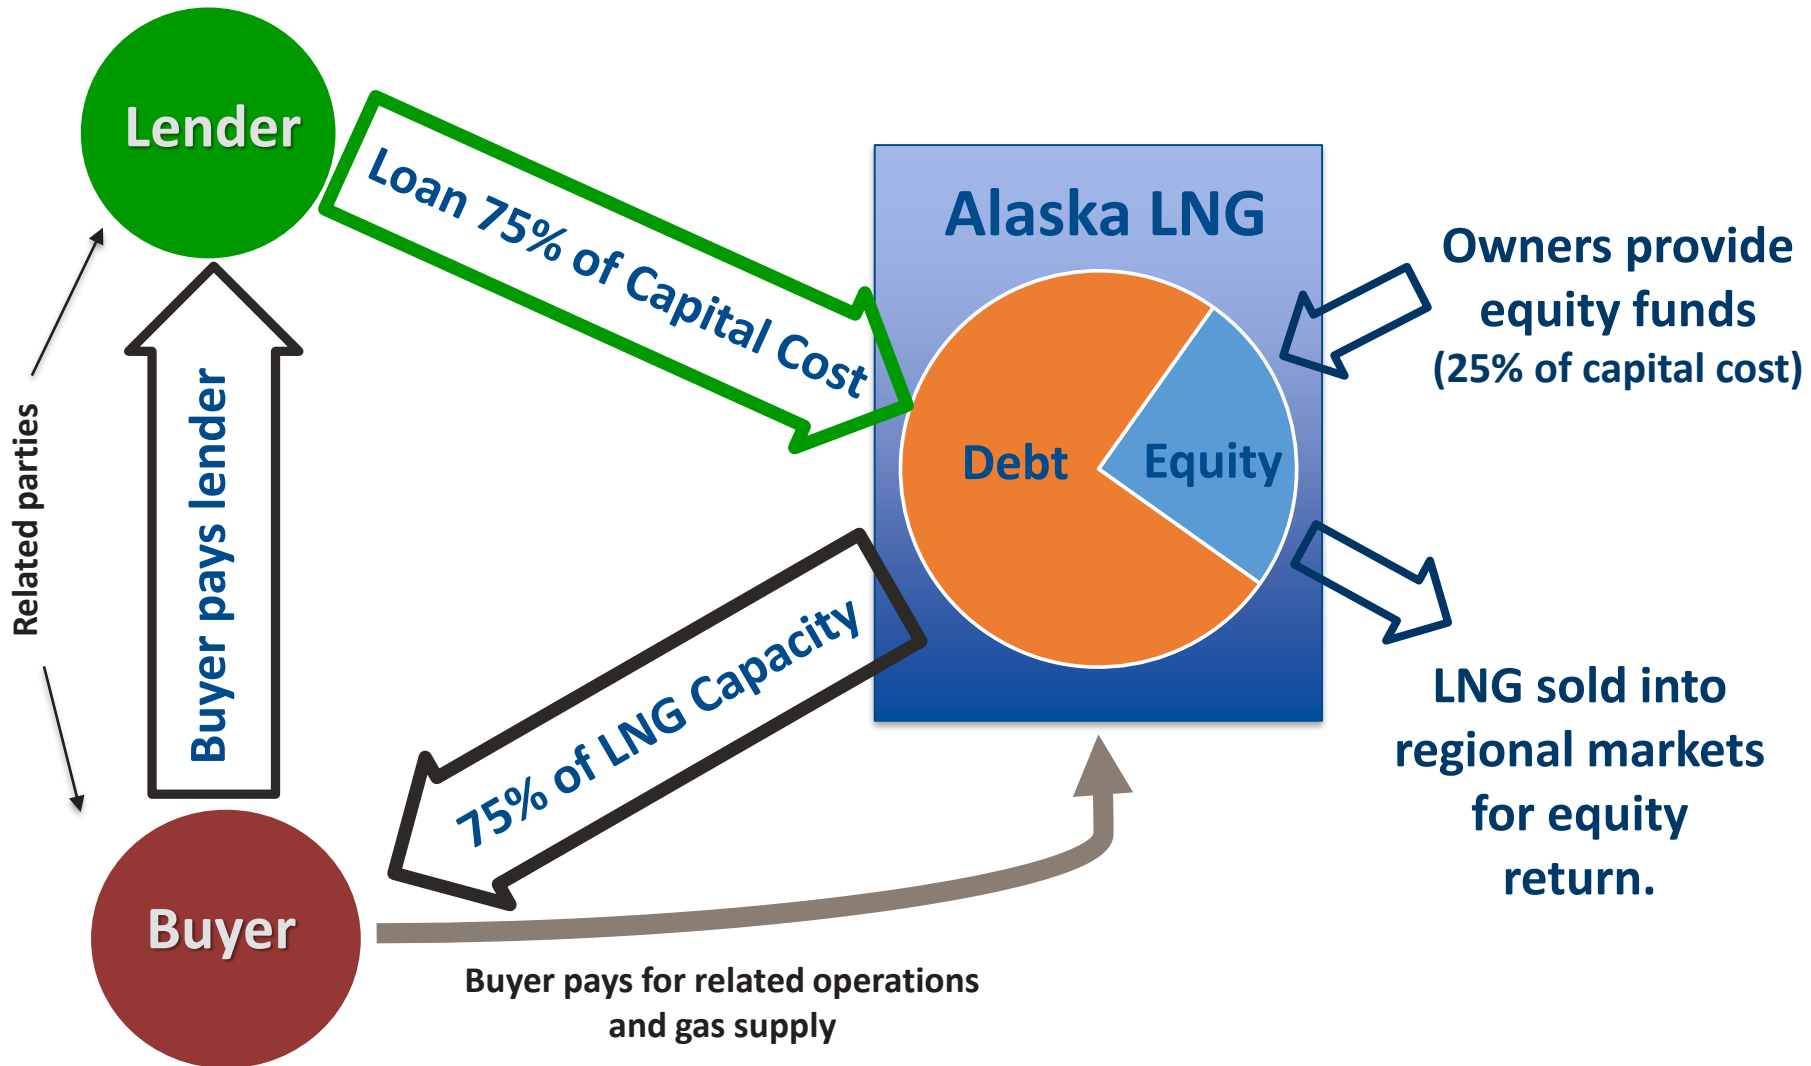 Lender
Loan 75% of Capital Cost
Alaska LNG
Owners provide
equity funds
(25% of capital cost)
Debt
Equity
Related parties
Buyer pays lender
75% of LNG Capacity
LNG sold into
regional markets
for equity
return.
Buyer
Buyer pays for related operations
and gas supply